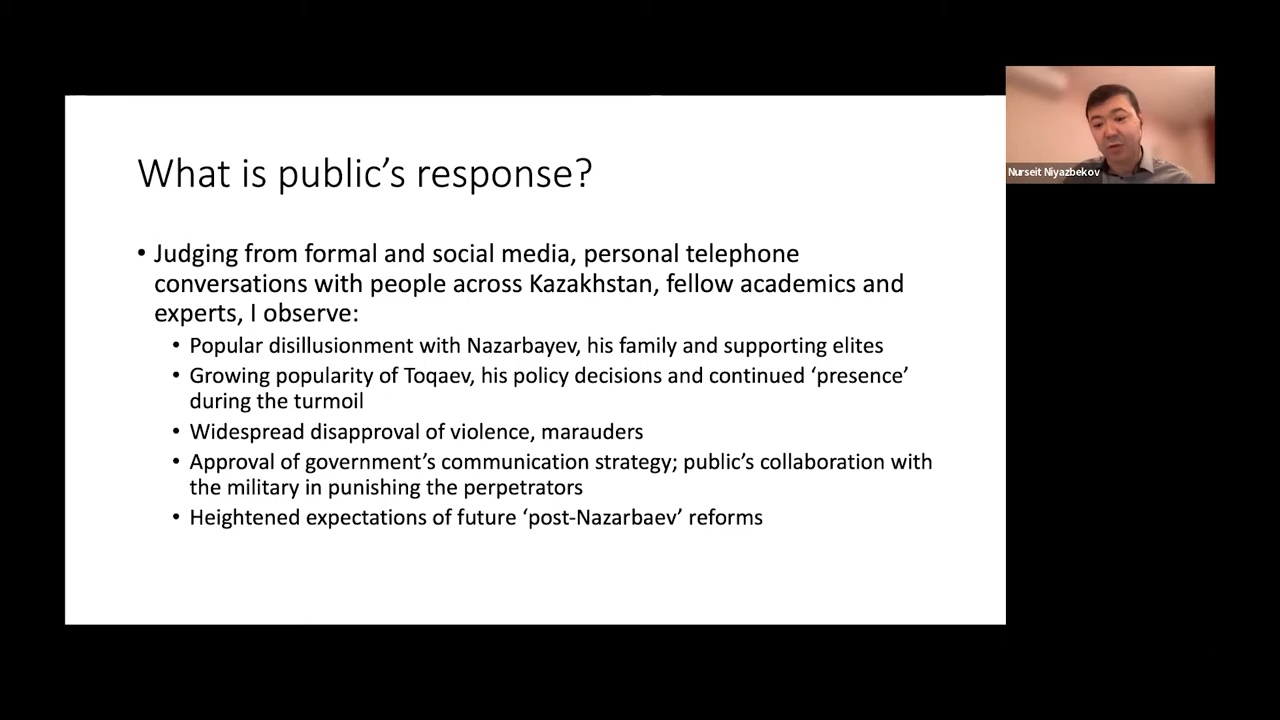 What is public’s response?
• Judging from formal and social media, personal telephone
conversations with people across Kazakhstan, fellow academics and
experts, I observe:
• Popular disillusionment with Nazarbayev, his family and supporting elites
• Growing popularity of Toqaev, his policy decisions and continued ‘presence’
during the turmoil
• Widespread disapproval of violence, marauders
• Approval of government’s communication strategy; public’s collaboration with
the military in punishing the perpetrators
• Heightened expectations of future ‘post-Nazarbaev’ reforms
Nurseit Niyazbekov